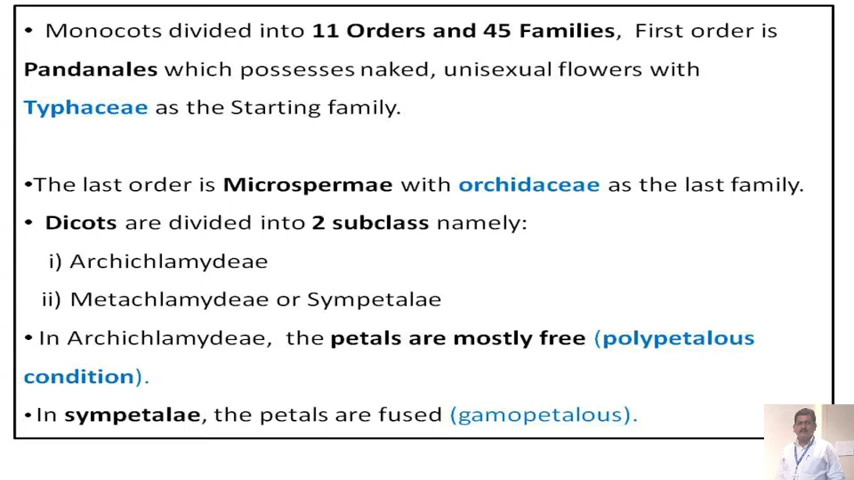 • Monocots divided into 11 Orders and 45 Families, First order is
Pandanales which possesses naked, unisexual flowers with
Typhaceae as the Starting family.
•The last order is Microspermae with orchidaceae as the last family.
• Dicots are divided into 2 subclass namely:
i) Archichlamydeae
ii) Metachlamydeae or Sympetalae
• In Archichlamydeae, the petals are mostly free (polypetalous
condition).
• In sympetalae, the petals are fused (gamopetalous).